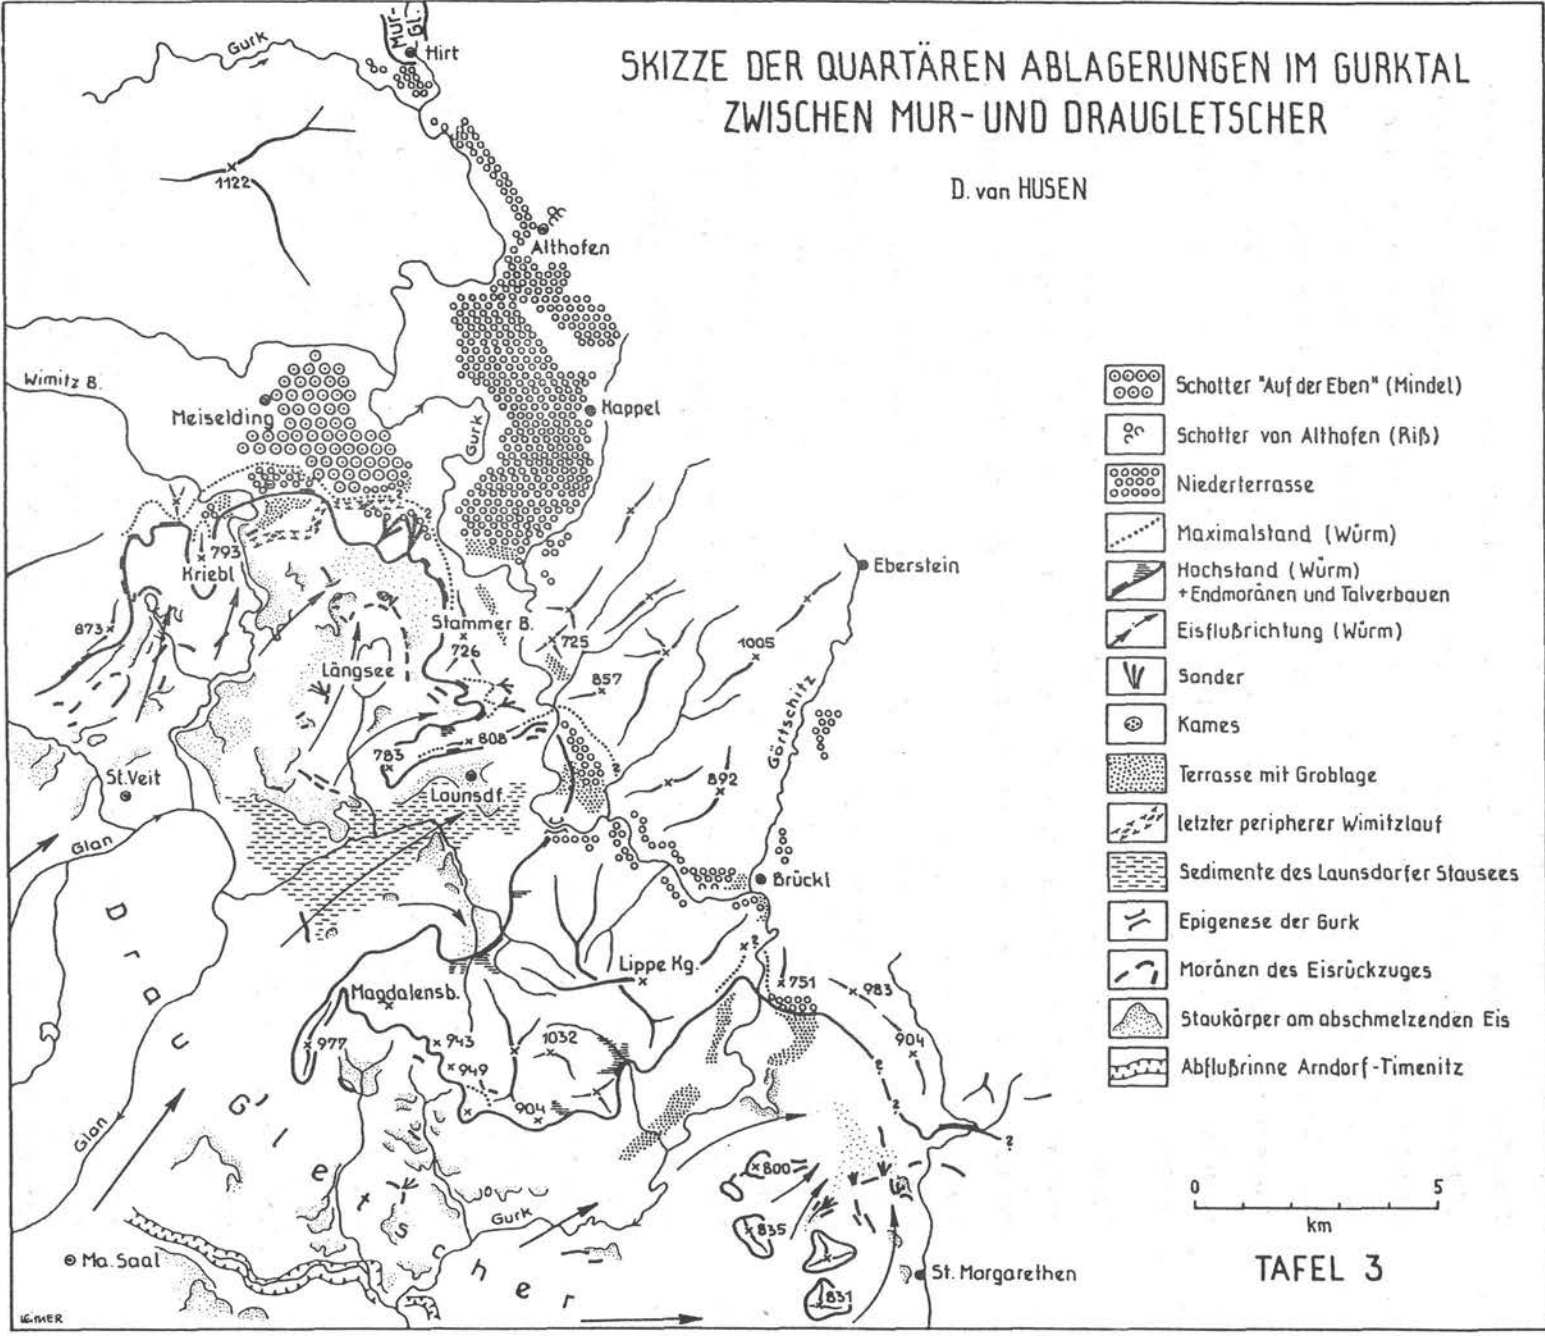 SKIZZE DER QUARTÄREN ABLAGERUNGEN IM GURKTAL
ZWISCHEN MUR- UND DRAUGLETSCHER
D. van HUSEN
Mur-Gl.
Hirt
Gurk
1122
Althofen
Wimitz B.
Meiselding
Gurk
Kappel
793
Kriebl
873
Stammer B.
726
725
Längsee
857
1005
Eberstein
Görtschitz
808
783
892
St. Veit
Launsdf.
Glan
Brückl
Lippe Kg.
751
983
Magdalensb.
977
943
949
1032
904
904
Glan
Drau Gletscher
800
835
831
Gurk
Ma. Saal
St. Margarethen
Schotter "Auf der Eben" (Mindel)
Schotter von Althofen (Riß)
Niederterrasse
Maximalstand (Würm)
Hochstand (Würm)
+Endmoränen und Talverbauen
Eisflußrichtung (Würm)
Sander
Kames
Terrasse mit Groblage
letzter peripherer Wimitzlauf
Sedimente des Launsdorfer Stausees
Epigenese der Gurk
Moränen des Eisrückzuges
Staukörper am abschmelzenden Eis
Abflußrinne Arndorf-Timenitz
0 5
km
TAFEL 3